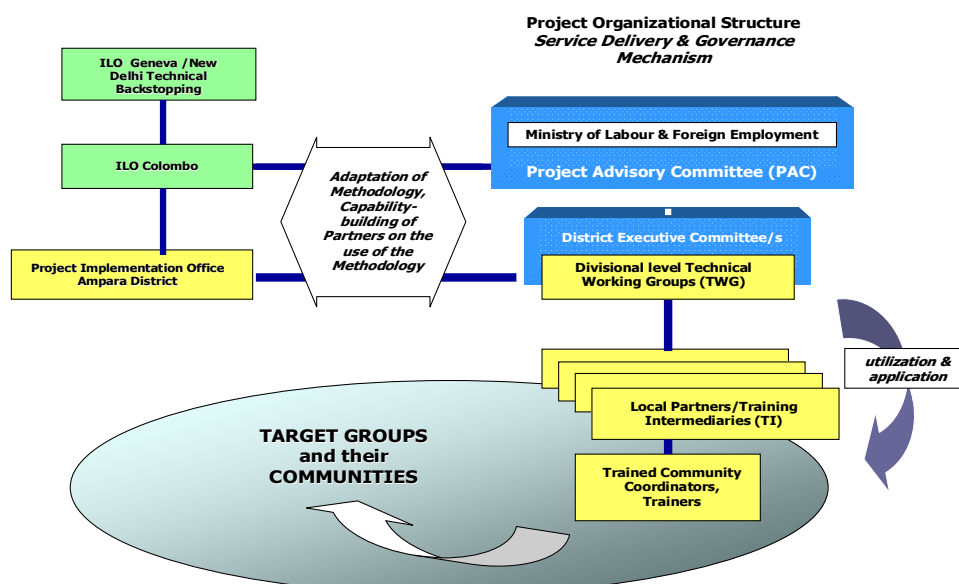 Project Organizational Structure
Service Delivery & Governance
Mechanism
ILO Geneva /New
Delhi Technical
Backstopping
Ministry of Labour & Foreign Employment
Project Advisory Committee (PAC)
ILO Colombo
Adaptation of
Methodology,
Capability-
building of
Partners on the
use of the
Methodology
District Executive Committee/s
Project Implementation Office
Ampara District
Divisional level Technical
Working Groups (TWG)
utilization &
application
Local Partners/Training
Intermediaries (TI)
TARGET GROUPS
and their
COMMUNITIES
Trained Community
Coordinators,
Trainers